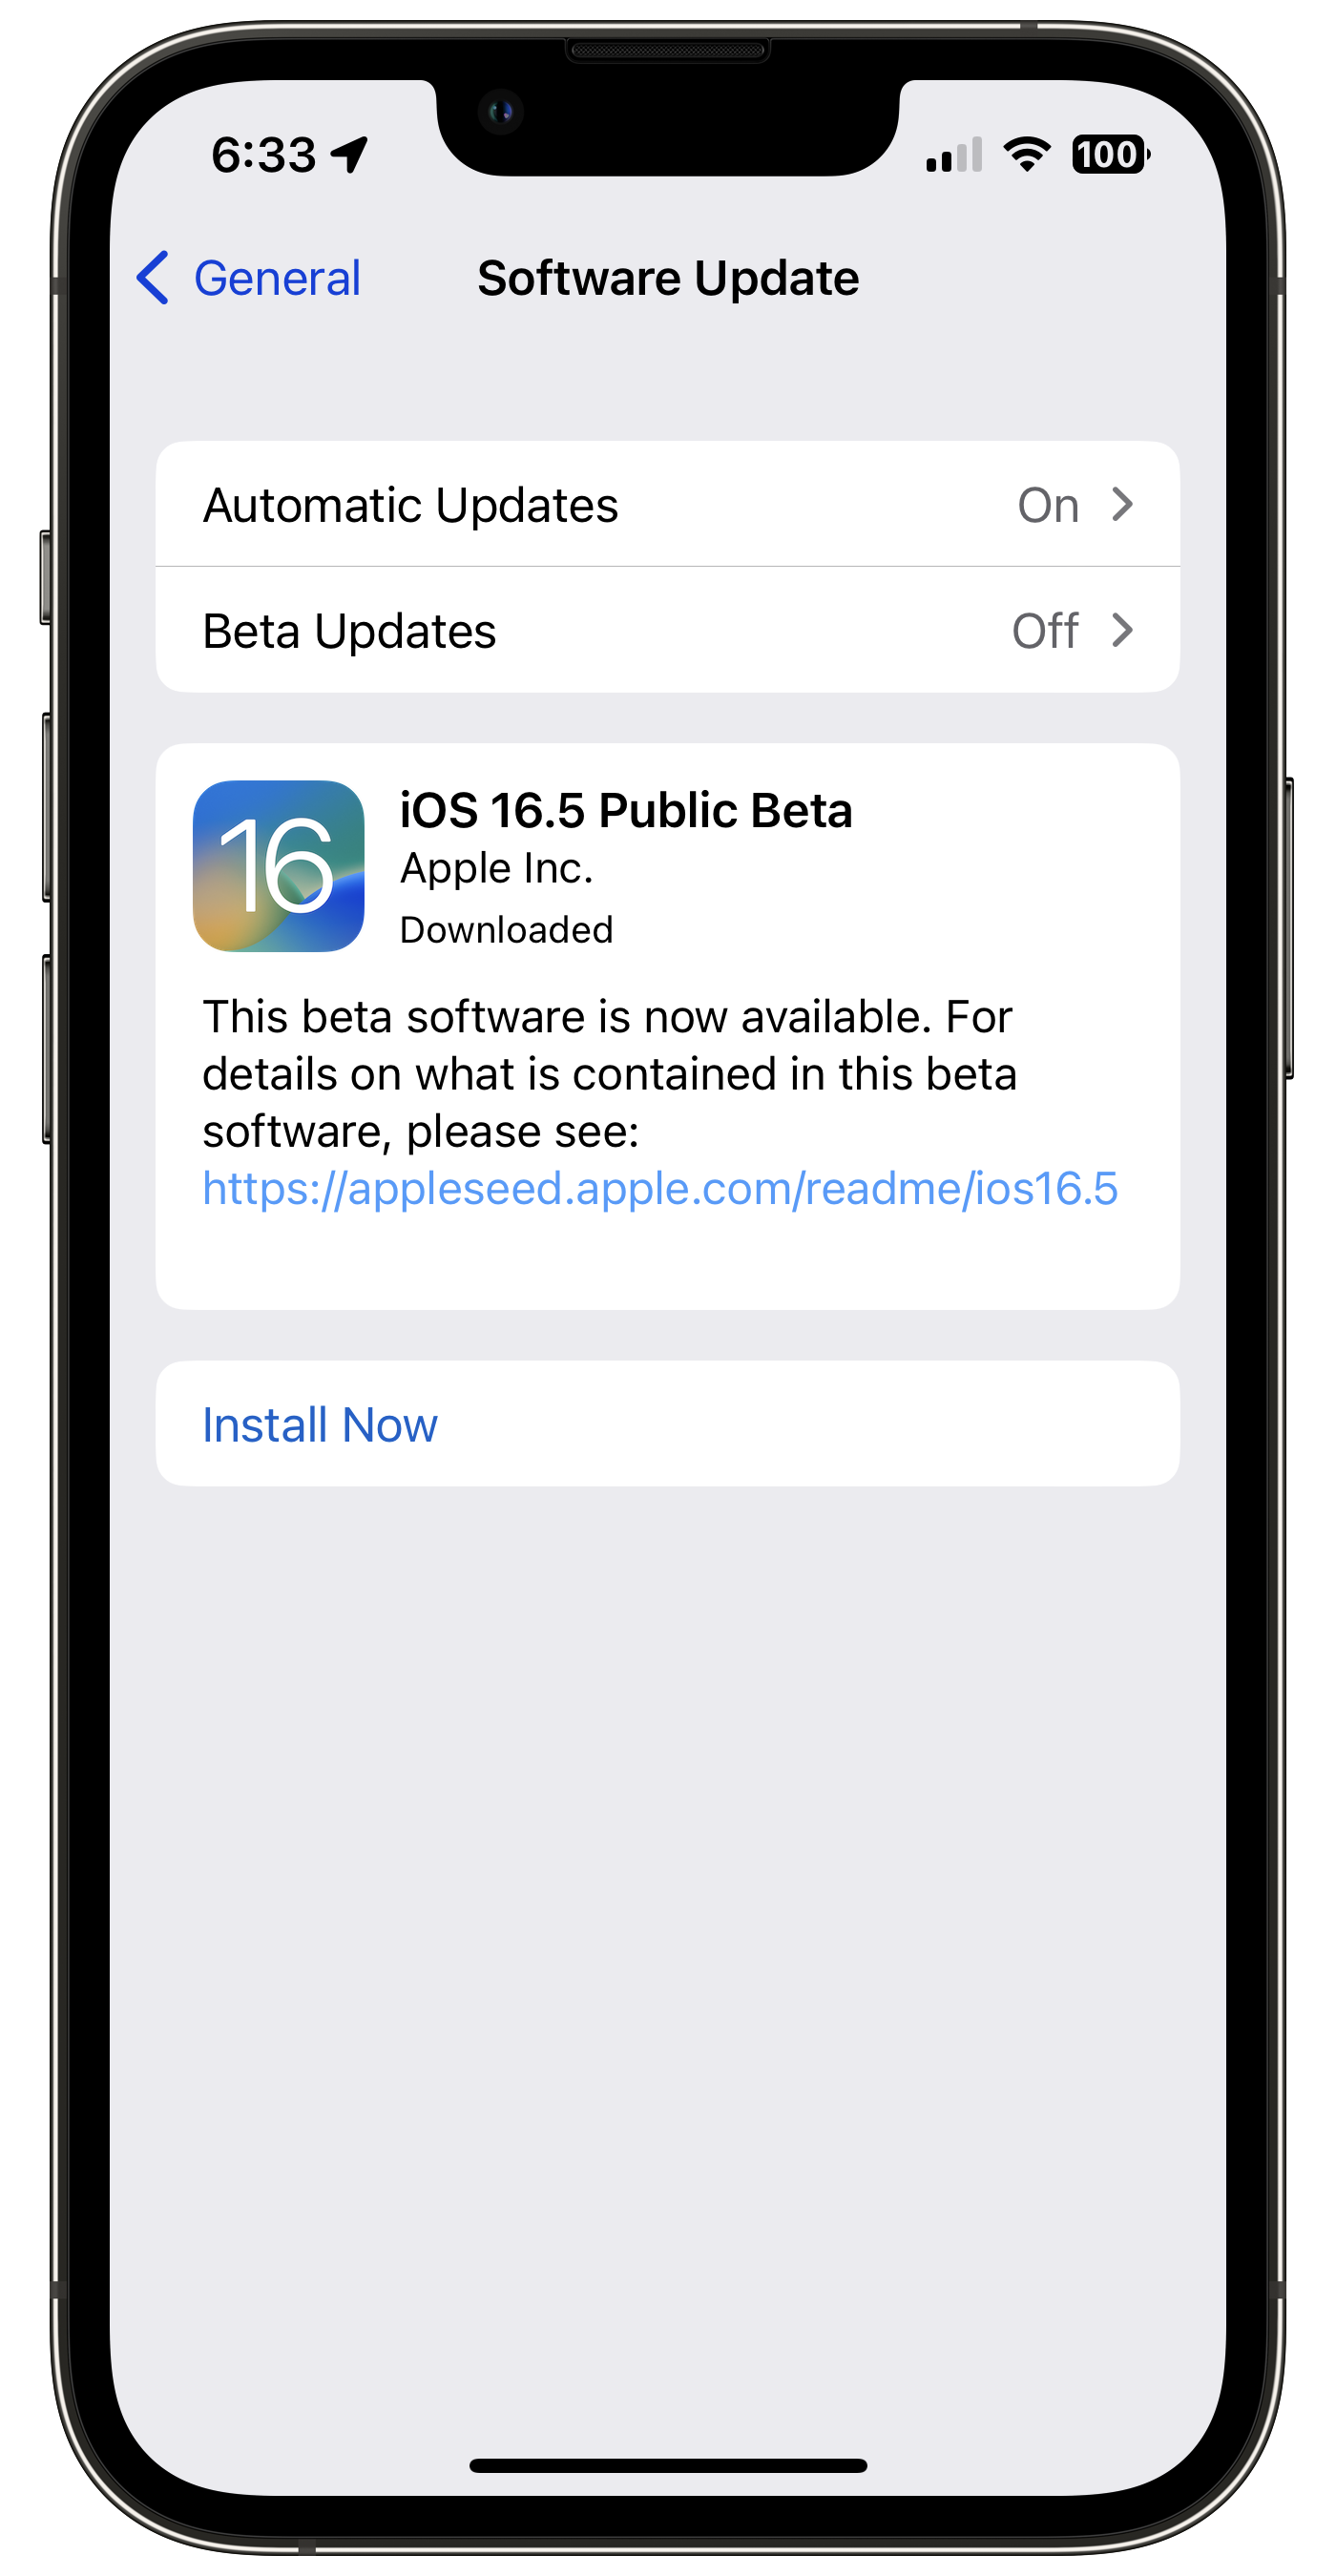 6:33
100
General
Software Update
Automatic Updates On
Beta Updates Off
16
iOS 16.5 Public Beta
Apple Inc.
Downloaded
This beta software is now available. For
details on what is contained in this beta
software, please see:
https://appleseed.apple.com/readme/ios16.5
Install Now